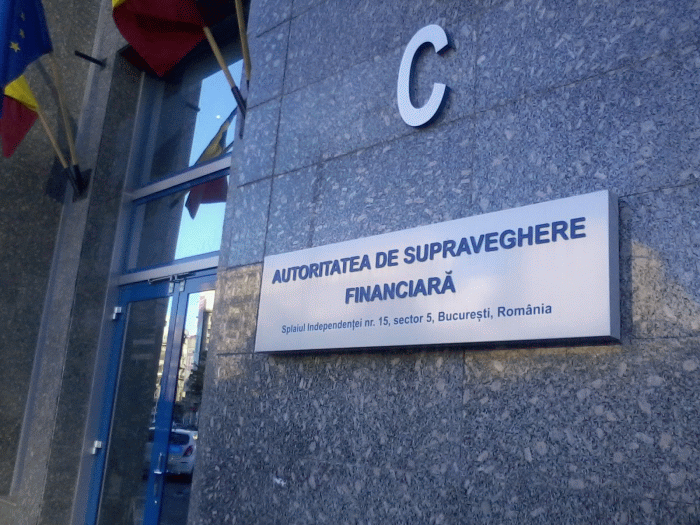 C
AUTORITATEA DE SUPRAVEGHERE
FINANCIARĂ
Splaiul Independenței nr. 15, sector 5, București, România